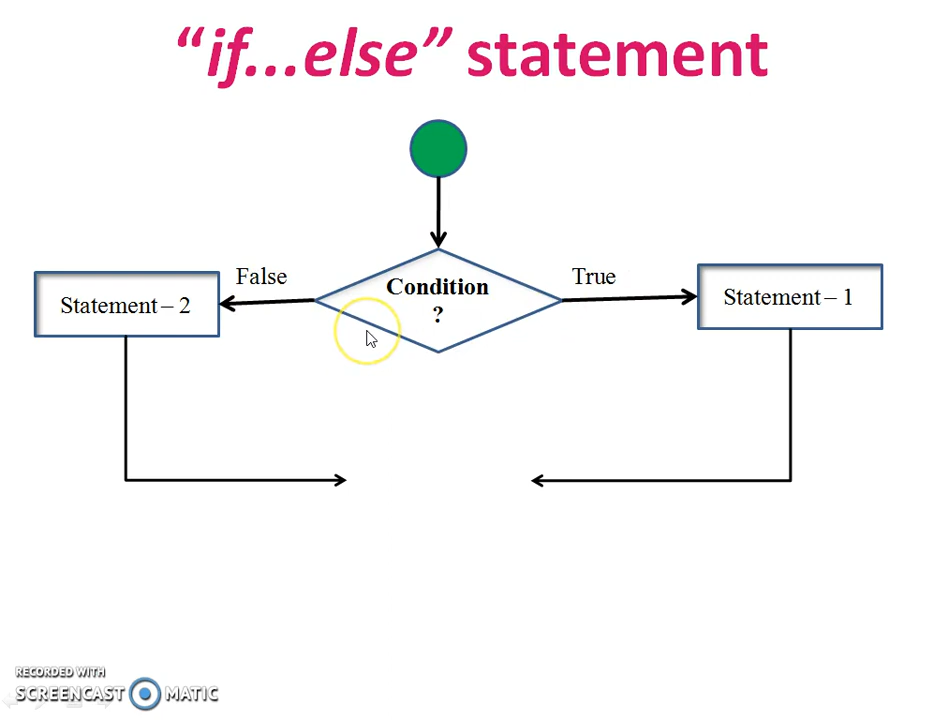 “if...else” statement
False
Condition
?
True
Statement – 2
Statement – 1
RECORDED WITH
SCREENCAST MATIC